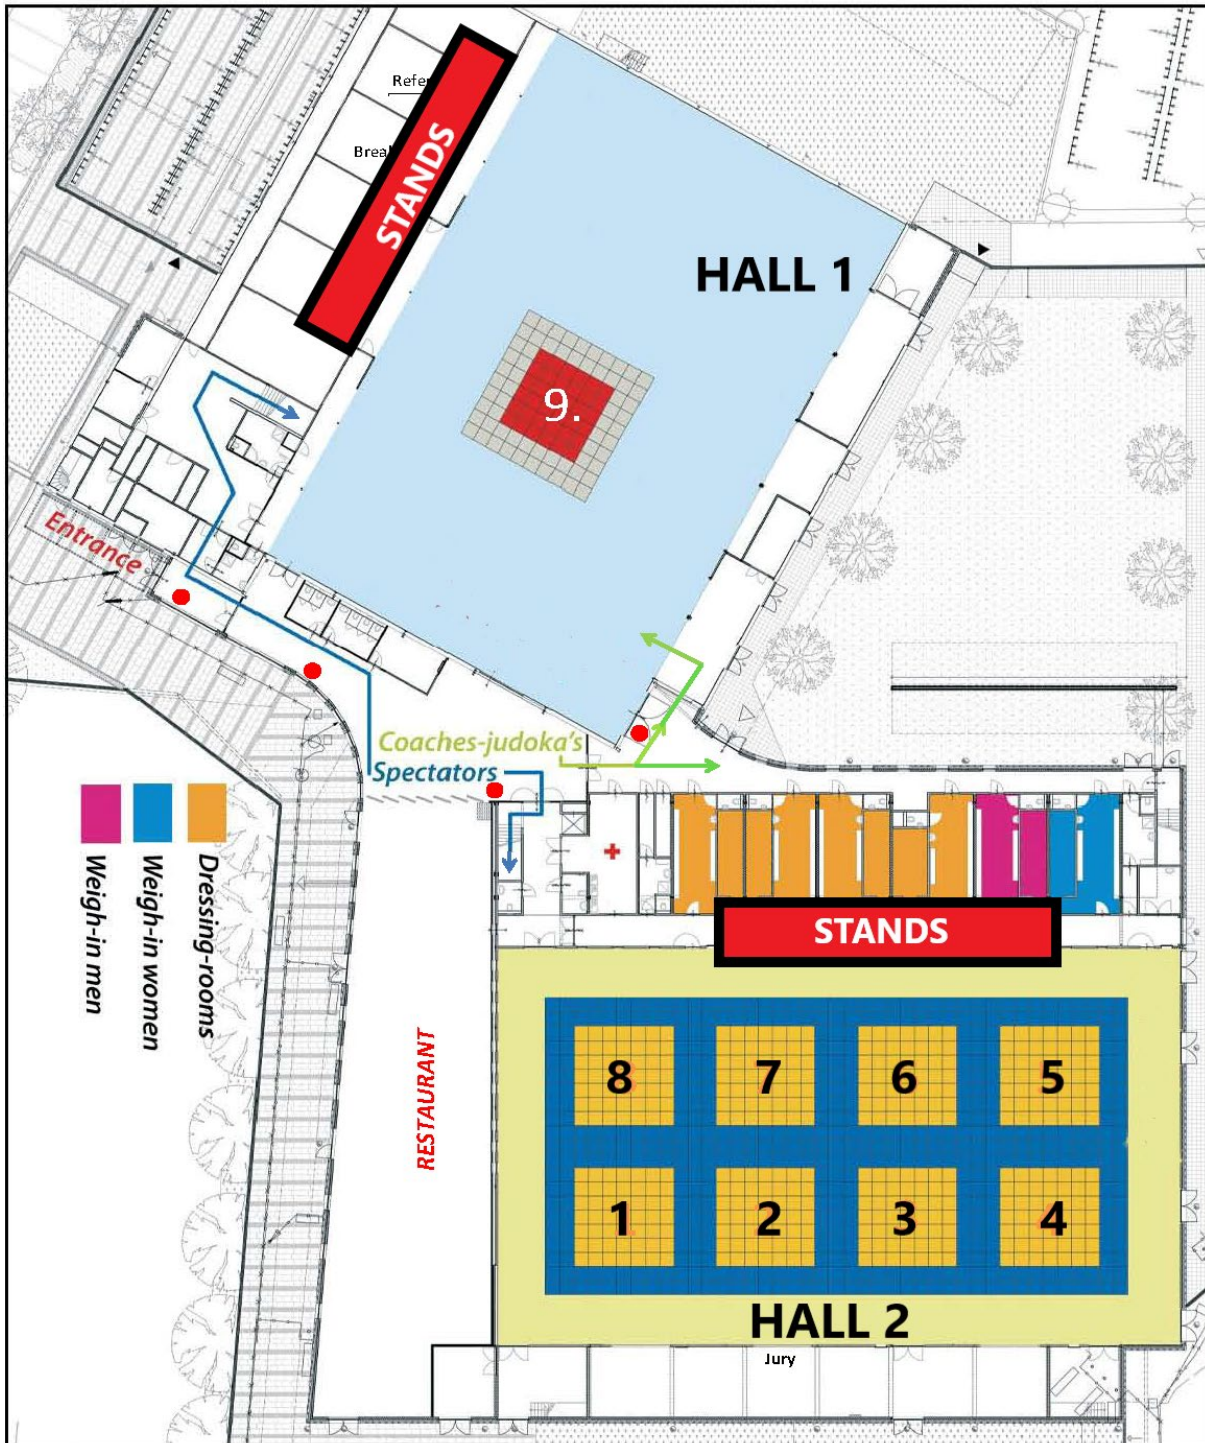 Refe
Brea
STANDS
HALL 1
9.
Entrance
Coaches-judoka's
Spectators
Dressing-rooms
Weigh-in women
Weigh-in men
STANDS
RESTAURANT
8 7 6 5
1 2 3 4
HALL 2
Jury